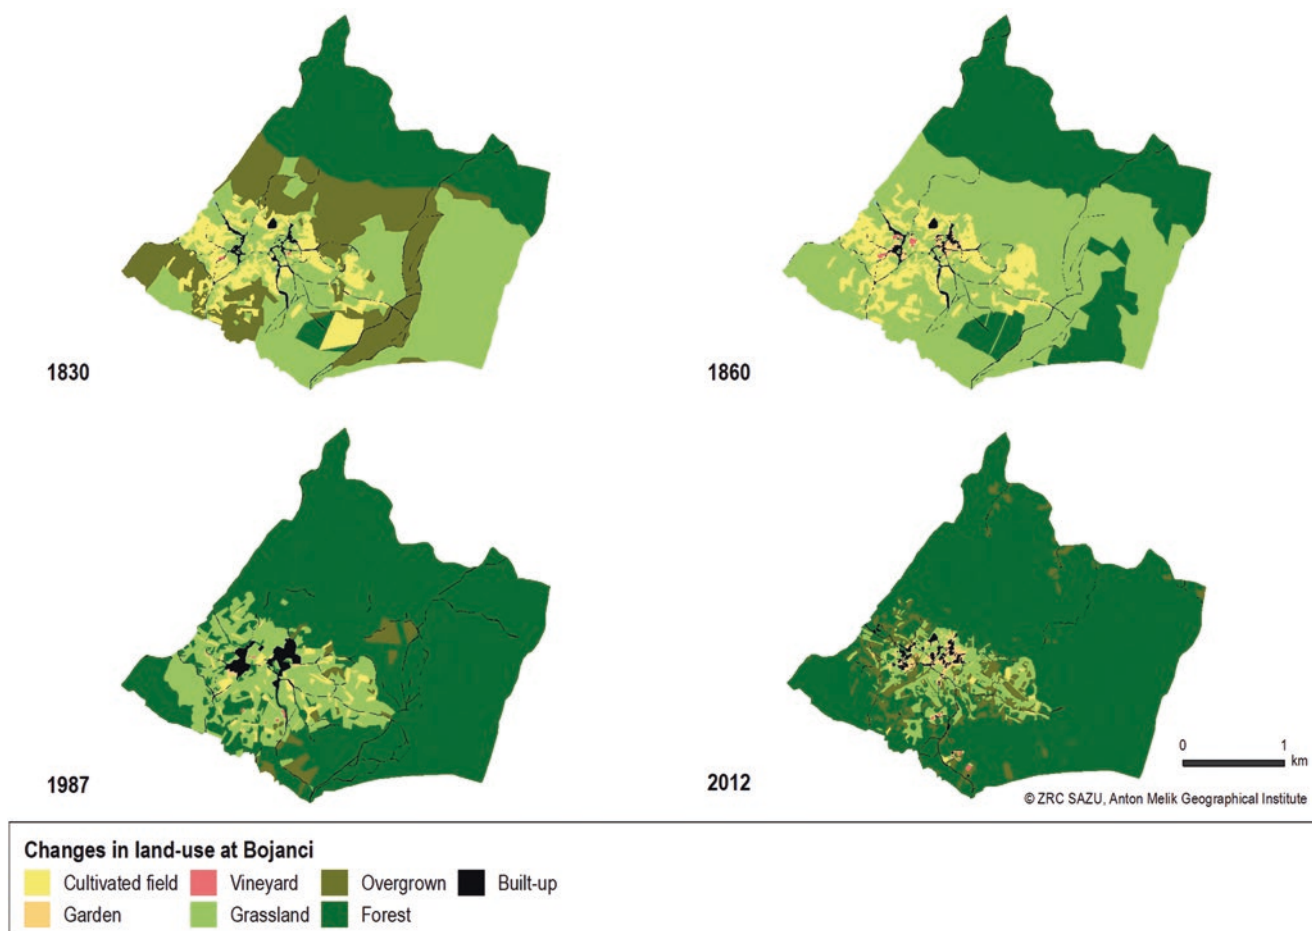 1830
1860
1987
2012
0 1
km
© ZRC SAZU, Anton Melik Geographical Institute
Changes in land-use at Bojanci
Cultivated field Vineyard Overgrown Built-up
Garden Grassland Forest